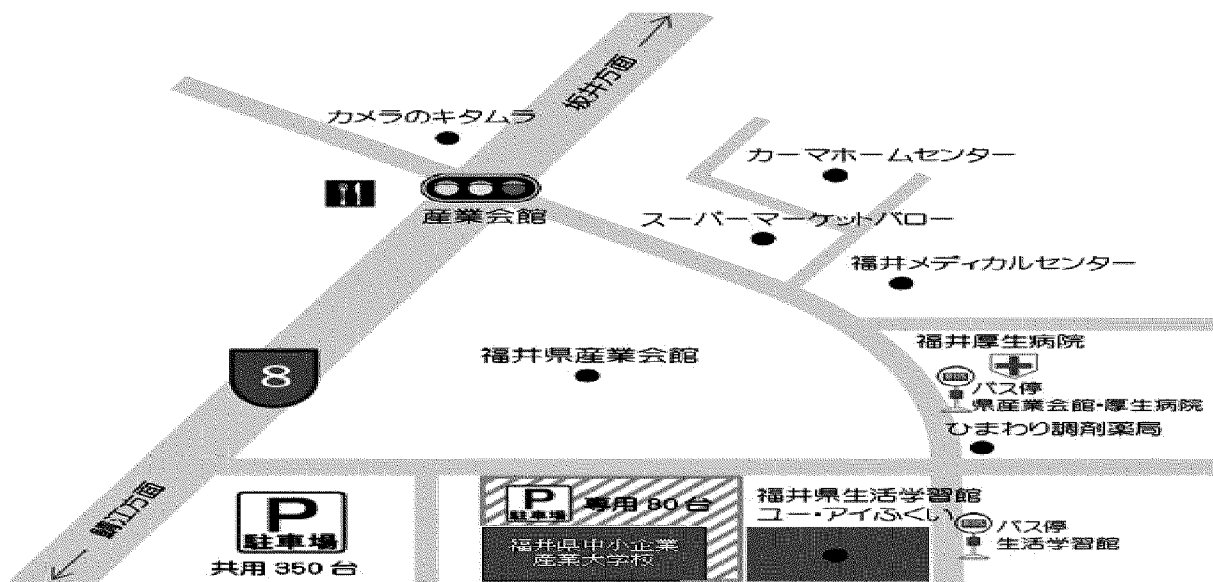 坂井方面
カメラのキタムラ
カーマホームセンター
産業会館
スーパーマーケットバロー
福井メディカルセンター
福井厚生病院
福井県産業会館
8
バス停
県産業会館・厚生病院
ひまわり調剤薬局
鯖江方面
P
駐車場
共用350台
P
駐車場
専用80台
福井県中小企業
産業大学校
福井県生活学習館
ユー・アイふくい
バス停
生活学習館